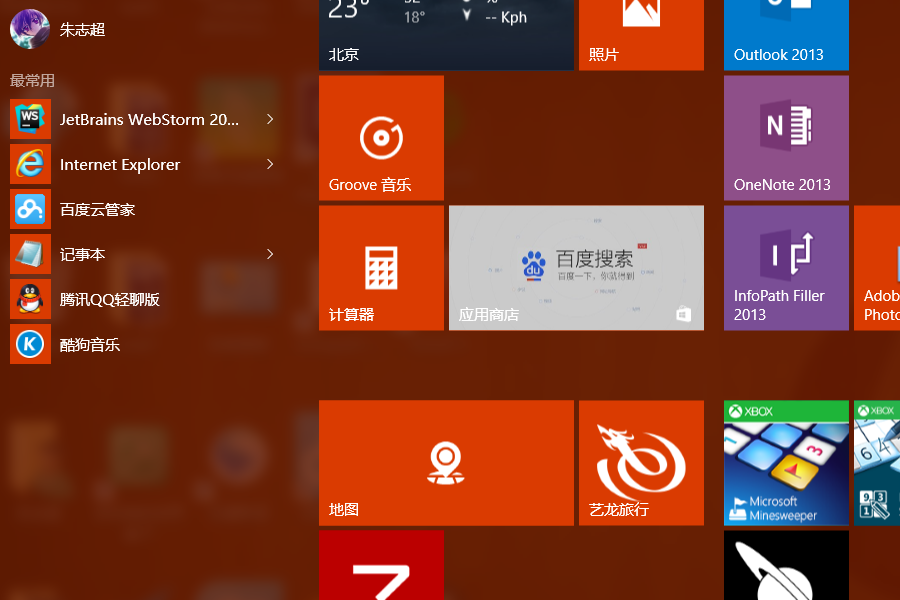 朱志超
最常用
JetBrains WebStorm 20...
Internet Explorer
百度云管家
记事本
腾讯QQ轻聊版
酷狗音乐
23°
18°
-- Kph
北京
照片
Outlook 2013
Groove 音乐
OneNote 2013
计算器
百度搜索
百度一下，你就得到
应用商店
InfoPath Filler
2013
Adob
Photo
地图
艺龙旅行
XBOX
Microsoft
Minesweeper
XBOX